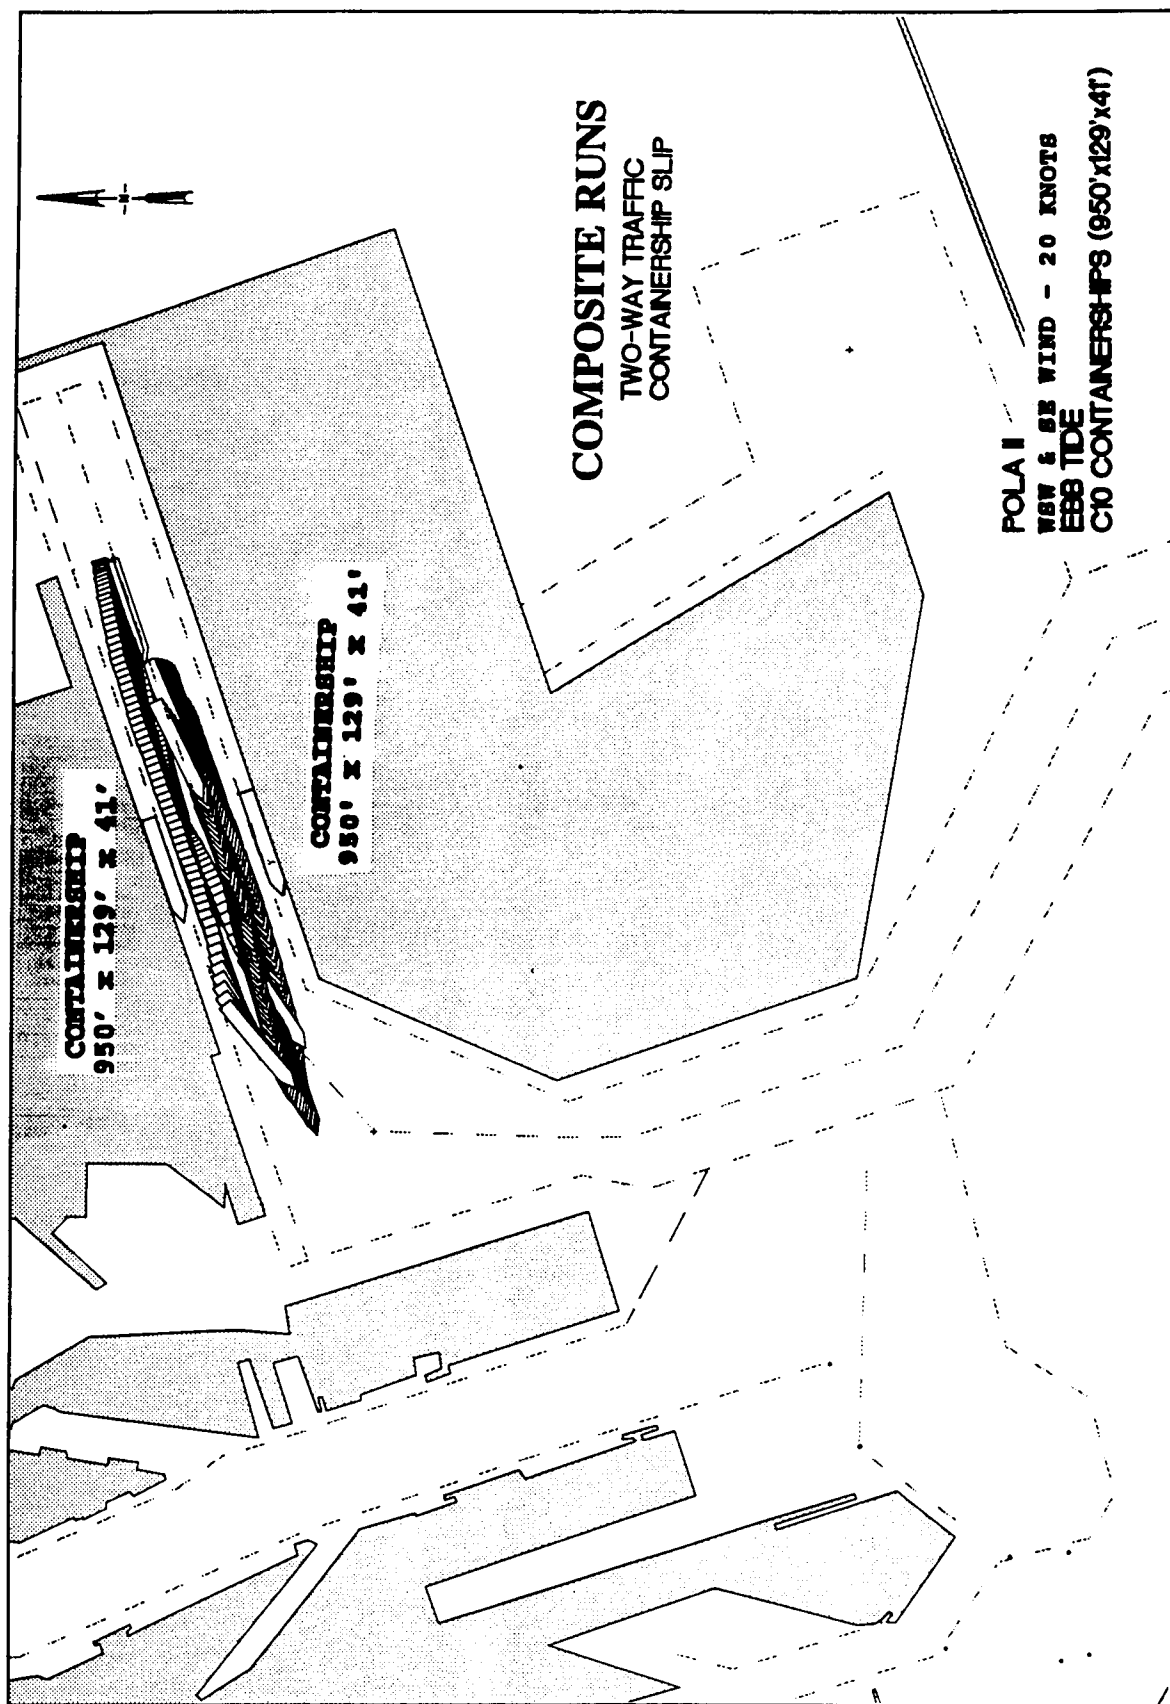 COMPOSITE RUNS
TWO-WAY TRAFFIC
CONTAINERSHIP SLIP
CONTAINERSHIP
950' X 129' X 41'
CONTAINERSHIP
950' X 129' X 41'
POLA II
WSW & SE WIND - 20 KNOTS
EBB TIDE
C10 CONTAINERSHIPS (950'x129'x41')